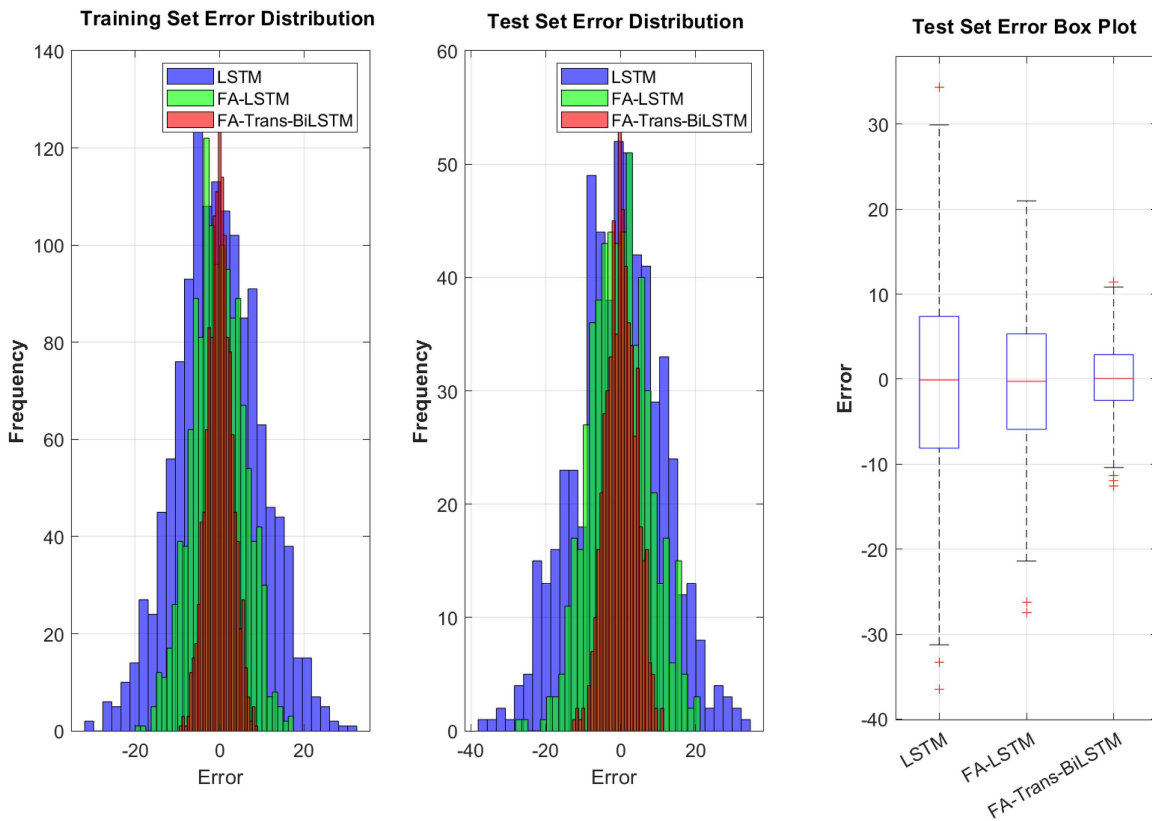 Training Set Error Distribution
140
120
100
80
60
40
20
0
-20
0
20
Frequency
Error
LSTM
FA-LSTM
FA-Trans-BiLSTM
Test Set Error Distribution
60
50
40
30
20
10
0
-40
-20
0
20
Frequency
Error
LSTM
FA-LSTM
FA-Trans-BiLSTM
Test Set Error Box Plot
30
20
10
0
-10
-20
-30
-40
Error
LSTM
FA-LSTM
FA-Trans-BiLSTM